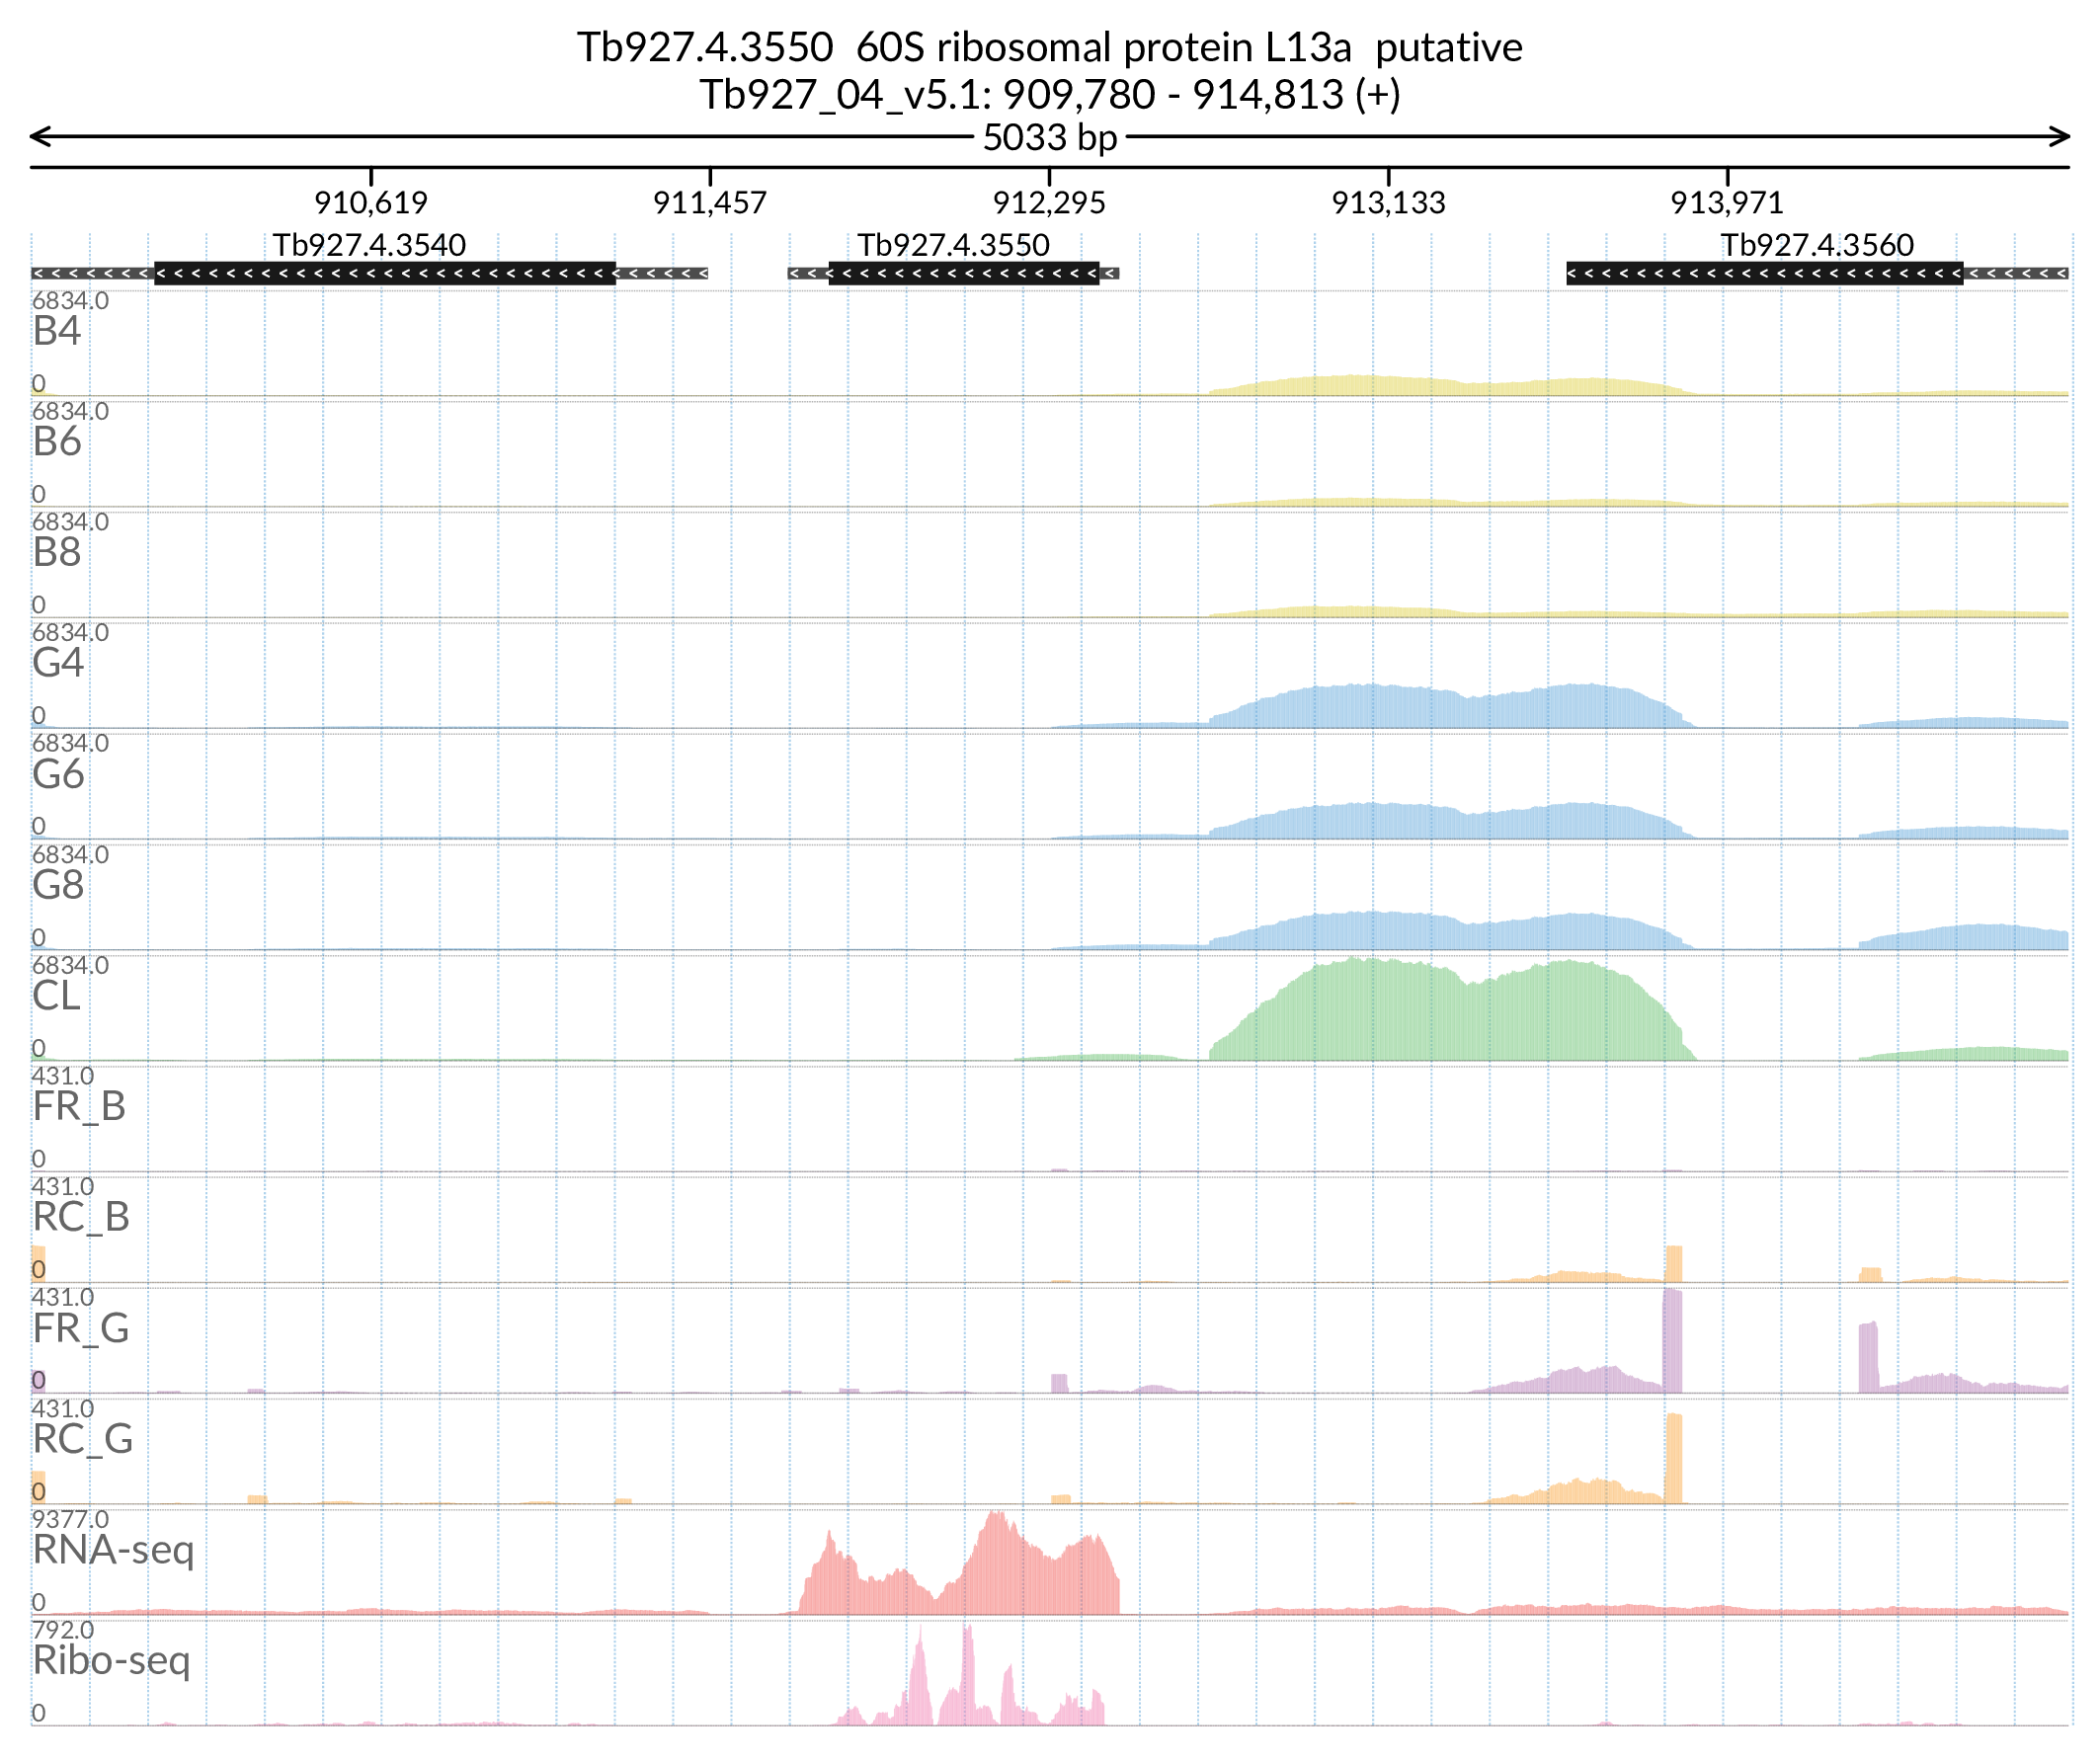 Tb927.4.3550 60S ribosomal protein L13a putative
Tb927_04_v5.1: 909,780 - 914,813 (+)
5033 bp
910,619 911,457 912,295 913,133 913,971
Tb927.4.3540 Tb927.4.3550 Tb927.4.3560
6834.0
B4
0
6834.0
B6
0
6834.0
B8
0
6834.0
G4
0
6834.0
G6
0
6834.0
G8
0
6834.0
CL
0
431.0
FR_B
0
431.0
RC_B
0
431.0
FR_G
0
431.0
RC_G
0
9377.0
RNA-seq
0
792.0
Ribo-seq
0